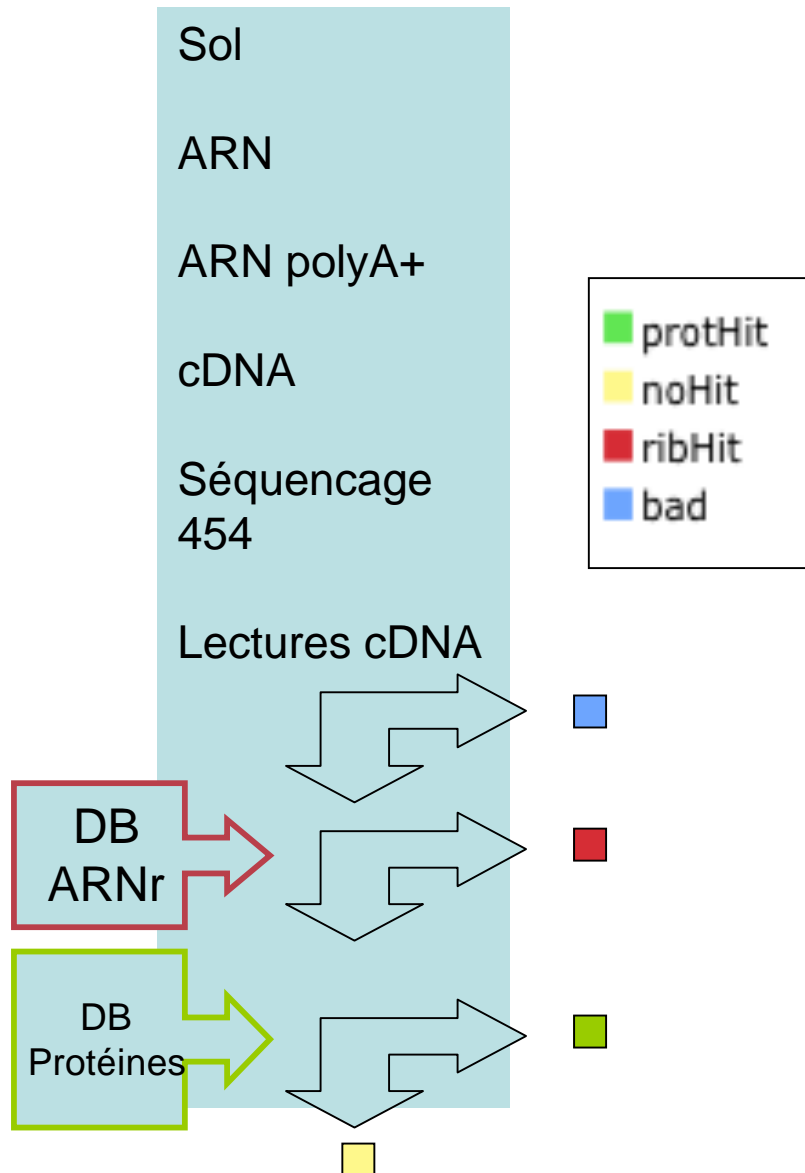 Sol
ARN
ARN polyA+
cDNA
Séquencage
454
Lectures cDNA
protHit
noHit
ribHit
bad
DB
ARNr
DB
Protéines